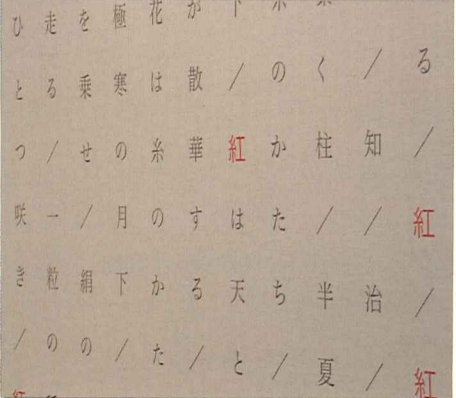 る／紅／紅
／知／／治／
く柱／半夏
のかたち／
／紅は天と
が散華する／
花は糸のかた
極寒の月下／
を乗せ／絹の
走る／一粒の
ひとつ咲き／